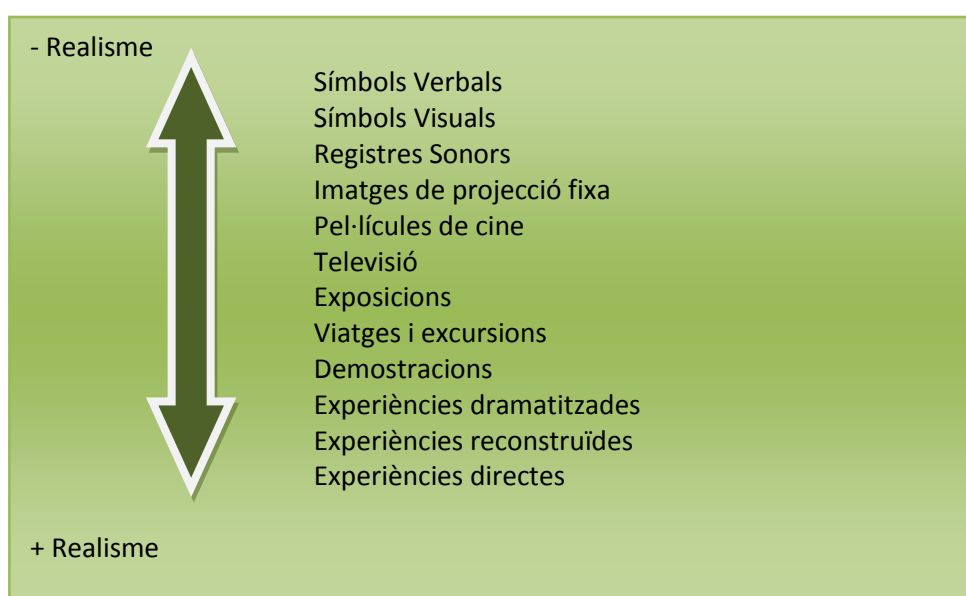 - Realisme
Símbols Verbals
Símbols Visuals
Registres Sonors
Imatges de projecció fixa
Pel·lícules de cine
Televisió
Exposicions
Viatges i excursions
Demostracions
Experiències dramatitzades
Experiències reconstruïdes
Experiències directes
+ Realisme